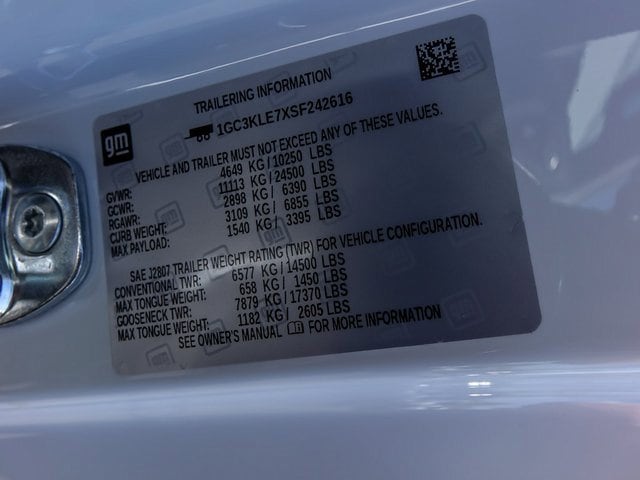 TRAILERING INFORMATION
gm
1GC3KLE7XSF242616
VEHICLE AND TRAILER MUST NOT EXCEED ANY OF THESE VALUES.
GVWR: 4649 KG/10250 LBS
GCWR: 11113 KG/24500 LBS
RGAWR: 2898 KG/ 6390 LBS
CURB WEIGHT: 3109 KG/ 6855 LBS
MAX PAYLOAD: 1540 KG/ 3395 LBS
SAE J2807 TRAILER WEIGHT RATING (TWR) FOR VEHICLE CONFIGURATION.
CONVENTIONAL TWR: 6577 KG/14500 LBS
MAX TONGUE WEIGHT: 658 KG/ 1450 LBS
GOOSENECK TWR: 7879 KG/17370 LBS
MAX TONGUE WEIGHT: 1182 KG/ 2605 LBS
SEE OWNER'S MANUAL FOR MORE INFORMATION